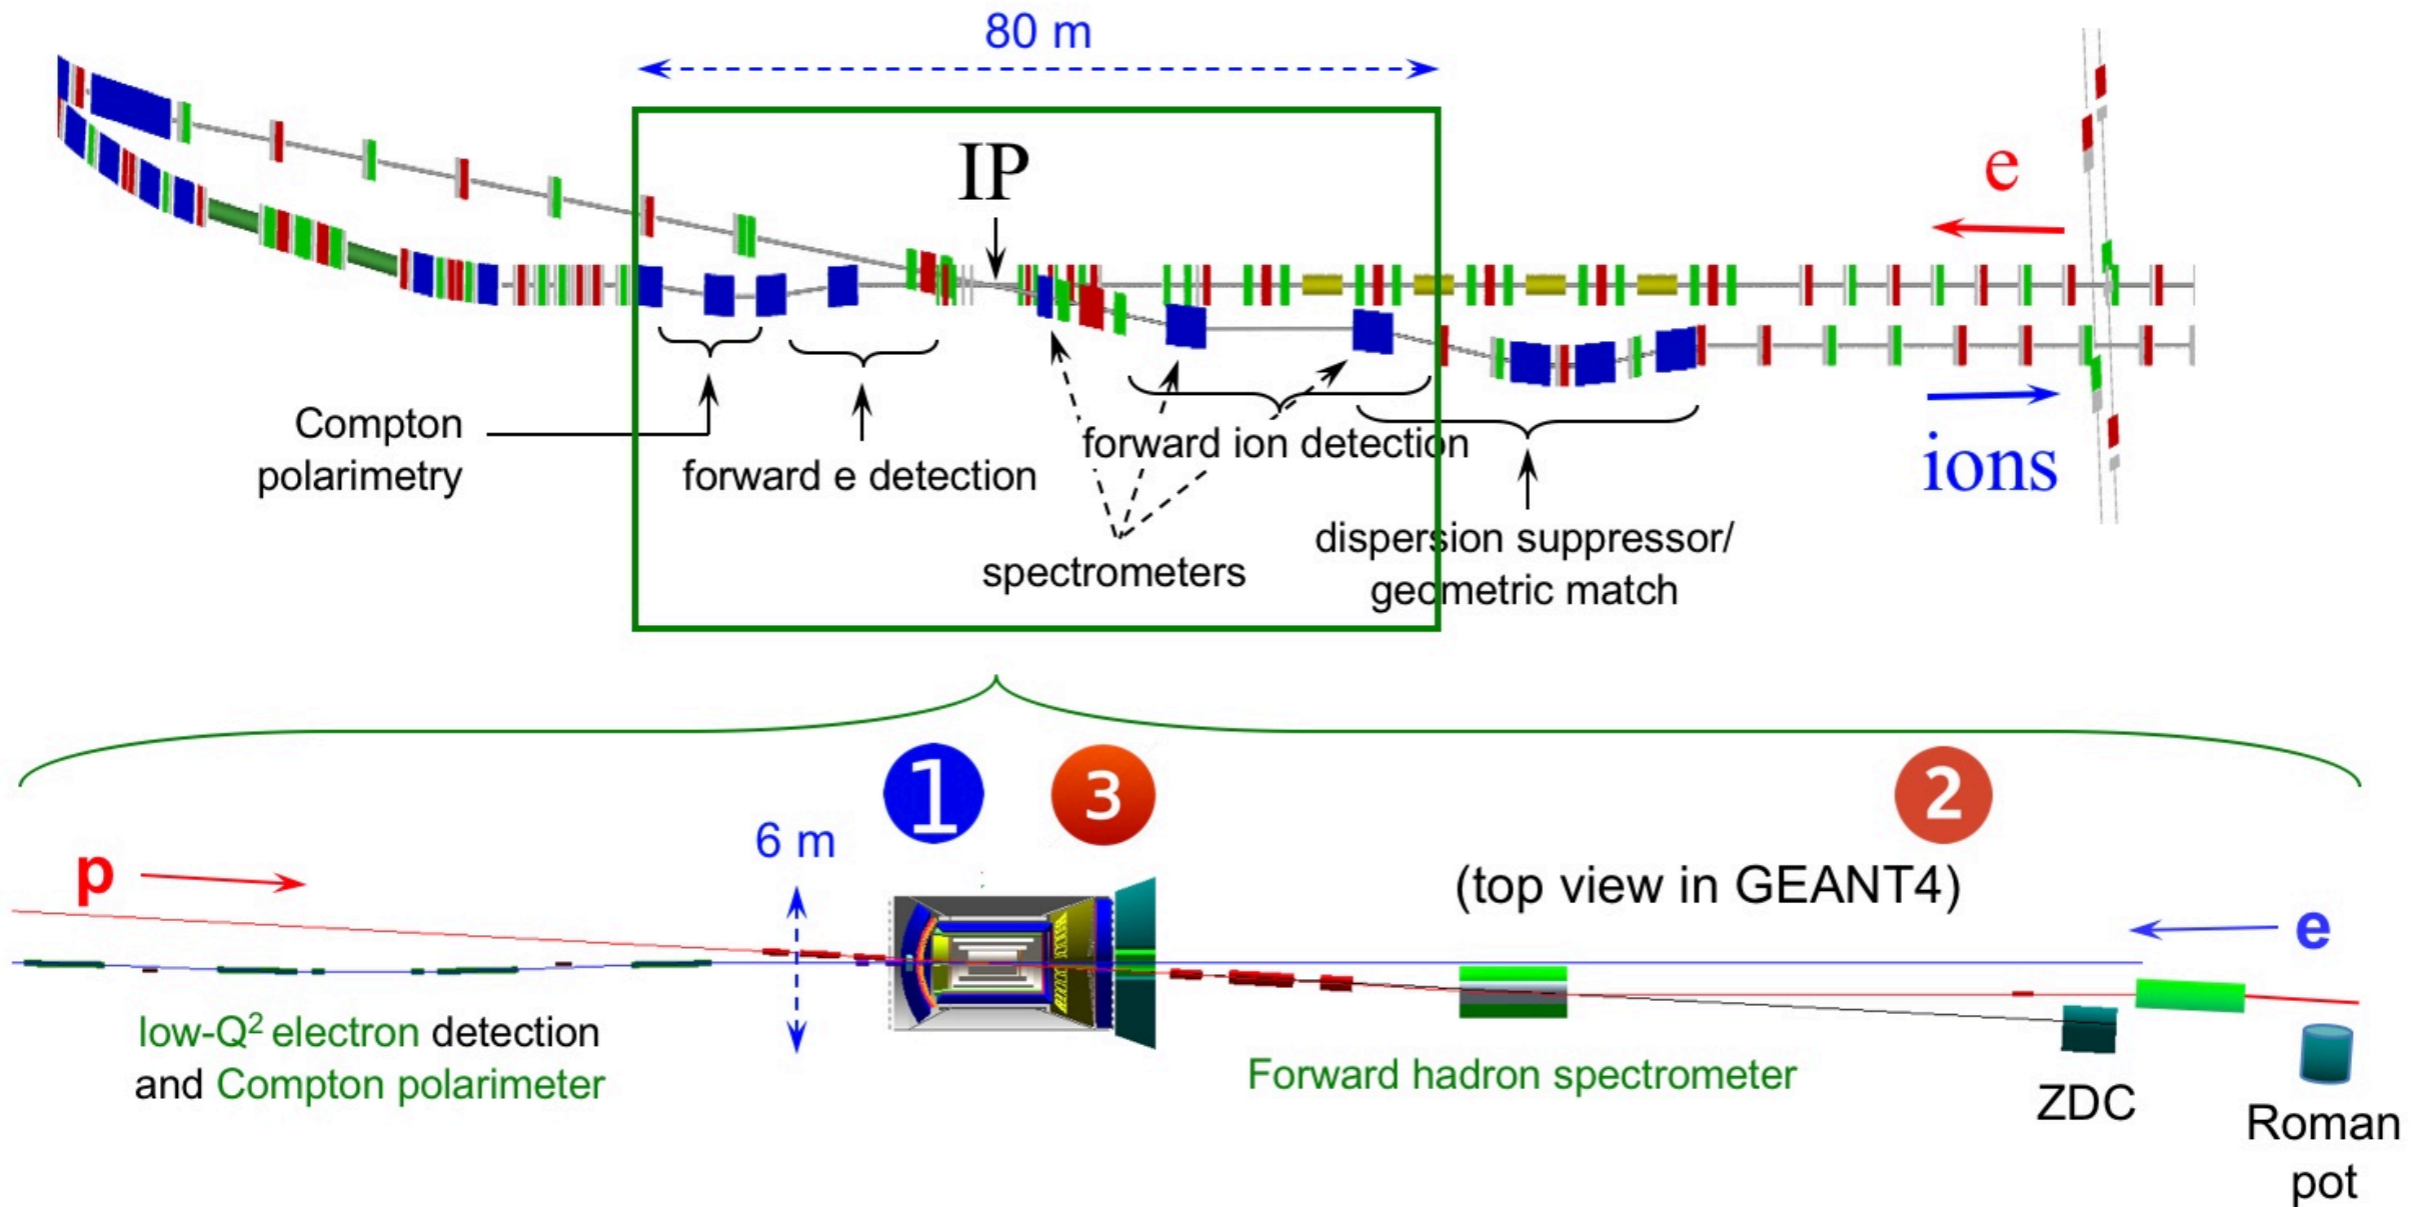 80 m
IP
e
ions
Compton
polarimetry
forward e detection
forward ion detection
spectrometers
dispersion suppressor/
geometric match
1
3
2
6 m
p
(top view in GEANT4)
e
low-Q² electron detection
and Compton polarimeter
Forward hadron spectrometer
ZDC
Roman
pot